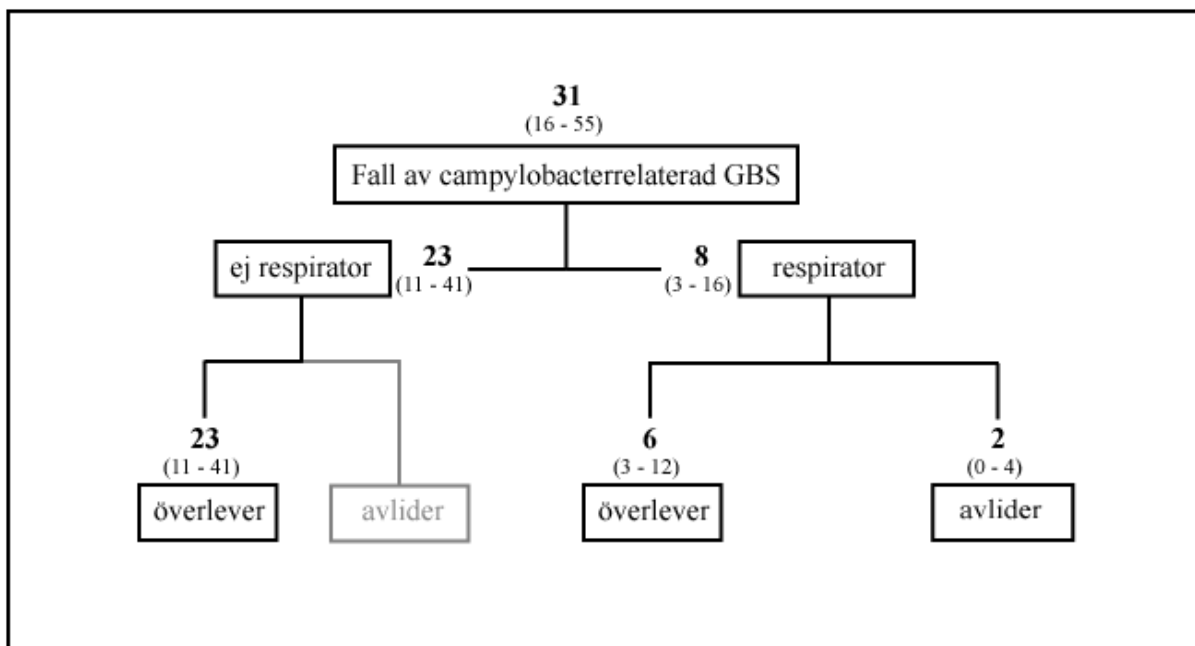 31
(16 - 55)
Fall av campylobacterrelaterad GBS
ej respirator
23
(11 - 41)
8
(3 - 16)
respirator
23
(11 - 41)
överlever
avlider
6
(3 - 12)
överlever
2
(0 - 4)
avlider